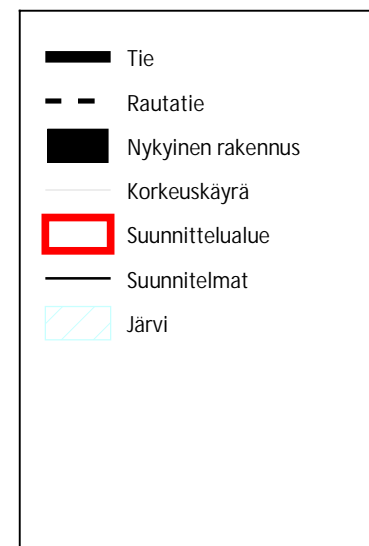 Tie
Rautatie
Nykyinen rakennus
Korkeuskäyrä
Suunnittelualue
Suunnitelmat
Järvi